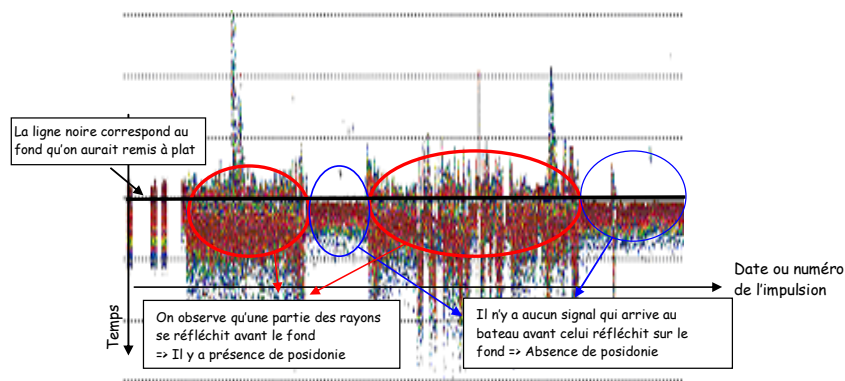 La ligne noire correspond au
fond qu'on aurait remis à plat
Date ou numéro
de l'impulsion
Temps
On observe qu'une partie des rayons
se réfléchit avant le fond
=> Il y a présence de posidonie
Il n'y a aucun signal qui arrive au
bateau avant celui réfléchit sur le
fond => Absence de posidonie